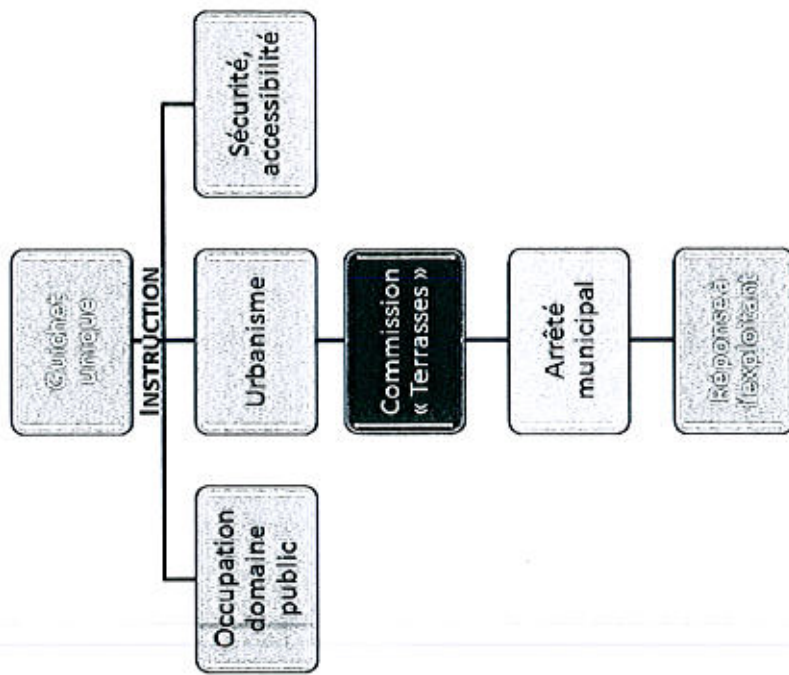 Guichet
unique
INSTRUCTION
Occupation
domaine
public
Urbanisme
Sécurité,
accessibilité
Commission
« Terrasses »
Arrêté
municipal
Réponse à
l'exploitant